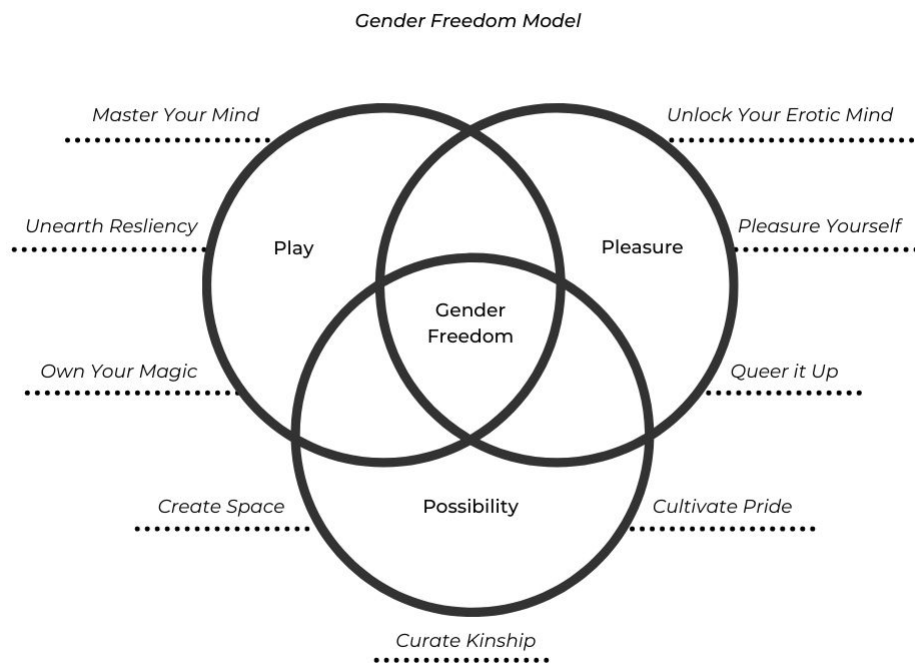 Gender Freedom Model
Master Your Mind
Unlock Your Erotic Mind
Unearth Resliency
Pleasure Yourself
Play
Pleasure
Gender
Freedom
Own Your Magic
Queer it Up
Create Space
Possibility
Cultivate Pride
Curate Kinship